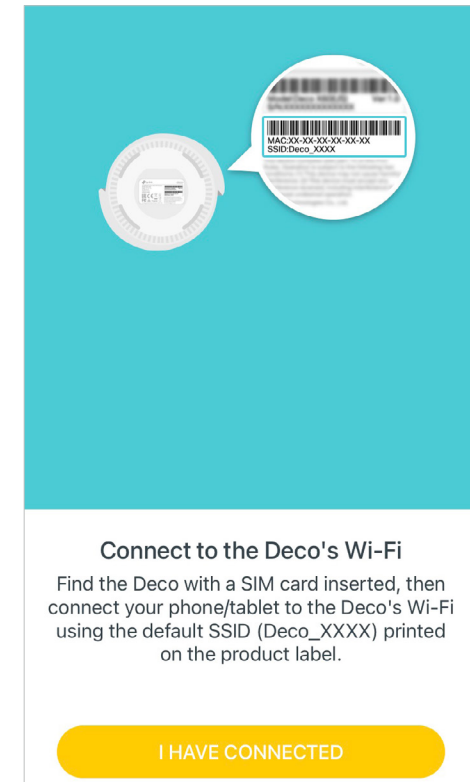 MAC:XX-XX-XX-XX-XX-XX
SSID:Deco_XXXX
Connect to the Deco's Wi-Fi
Find the Deco with a SIM card inserted, then
connect your phone/tablet to the Deco's Wi-Fi
using the default SSID (Deco_XXXX) printed
on the product label.
I HAVE CONNECTED